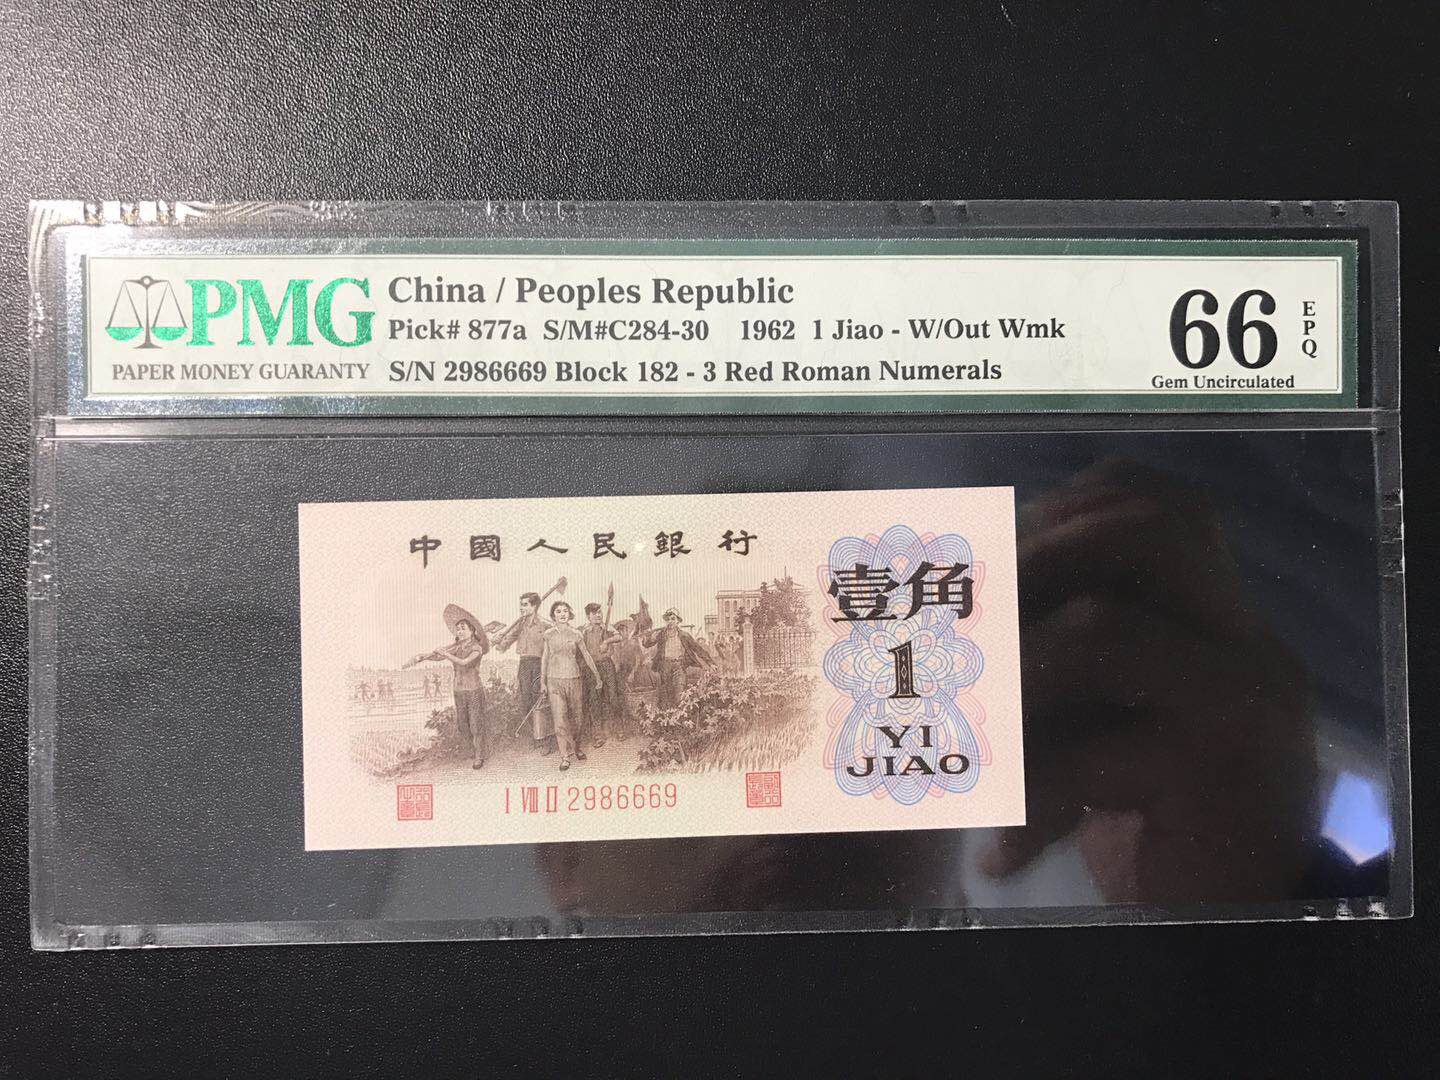 PMG
PAPER MONEY GUARANTY
China / Peoples Republic
Pick# 877a S/M#C284-30 1962 1 Jiao - W/Out Wmk
S/N 2986669 Block 182 - 3 Red Roman Numerals
66
EPQ
Gem Uncirculated
中國人民銀行
壹角
1
YI
JIAO
I VIII II 2986669